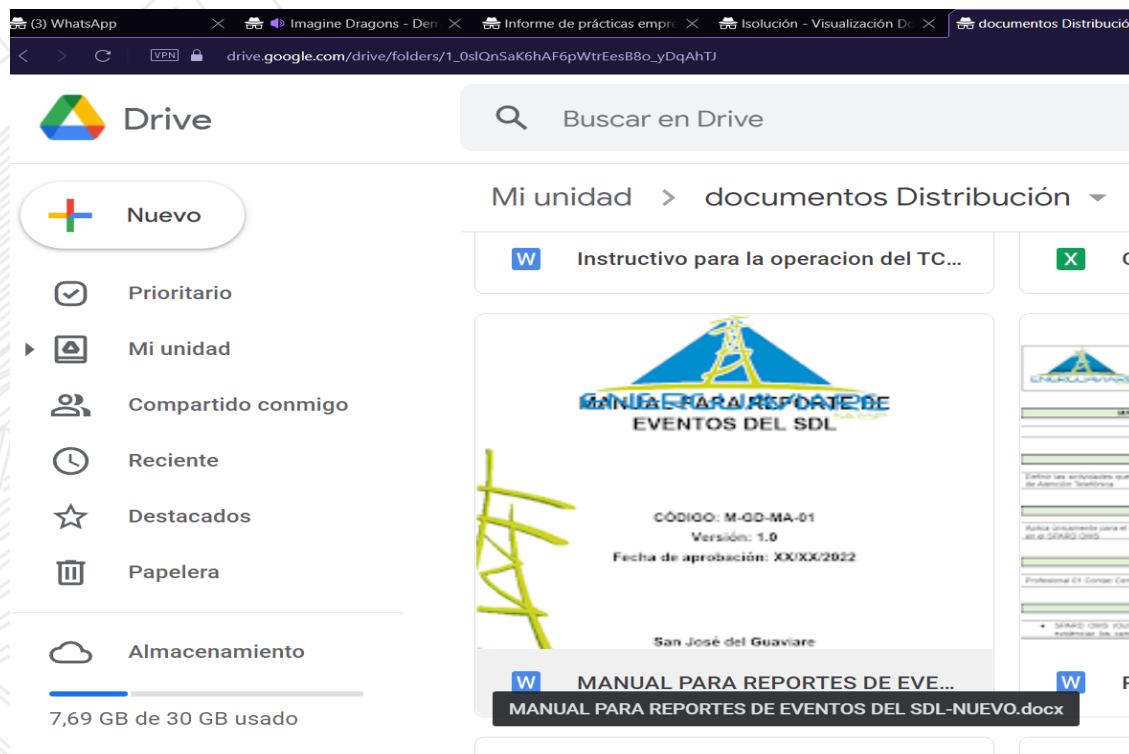 (3) WhatsApp
Imagine Dragons - Dem
Informe de prácticas empre
Isolución - Visualización Do
documentos Distribució
VPN
drive.google.com/drive/folders/1_0slQnSaK6hAF6pWtrEesB8o_yDqAhTJ
Drive
Buscar en Drive
Nuevo
Mi unidad > documentos Distribución
W Instructivo para la operacion del TC...
X
Prioritario
Mi unidad
Compartido conmigo
Reciente
Destacados
Papelera
Almacenamiento
7,69 GB de 30 GB usado
ENERGUAVIARE
MANUAL PARA REPORTE DE
EVENTOS DEL SDL
CÓDIGO: M-GD-MA-01
Versión: 1.0
Fecha de aprobación: XX/XX/2022
San José del Guaviare
W MANUAL PARA REPORTES DE EVE...
MANUAL PARA REPORTES DE EVENTOS DEL SDL-NUEVO.docx
ENERGUAVIARE
W